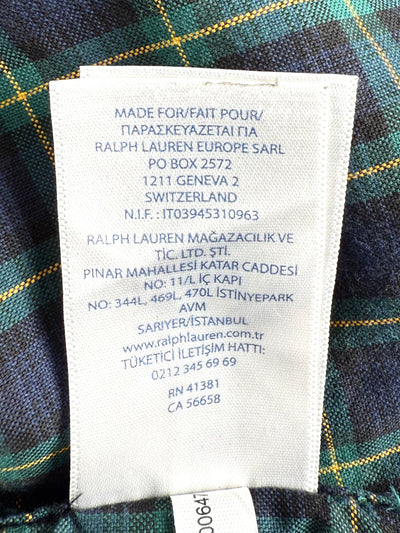 MADE FOR/FAIT POUR/
ΠΑΡΑΣΚΕΥΑΖΕΤΑΙ ΓΙΑ
RALPH LAUREN EUROPE SARL
PO BOX 2572
1211 GENEVA 2
SWITZERLAND
N.I.F. : IT03945310963
RALPH LAUREN MAĞAZACILIK VE
TİC. LTD. ŞTİ.
PINAR MAHALLESİ KATAR CADDESİ
NO: 11/L İÇ KAPI
NO: 344L, 469L, 470L İSTİNYEPARK
AVM
SARIYER/İSTANBUL
www.ralphlauren.com.tr
TÜKETİCİ İLETİŞİM HATTI:
0212 345 69 69
RN 41381
CA 56658